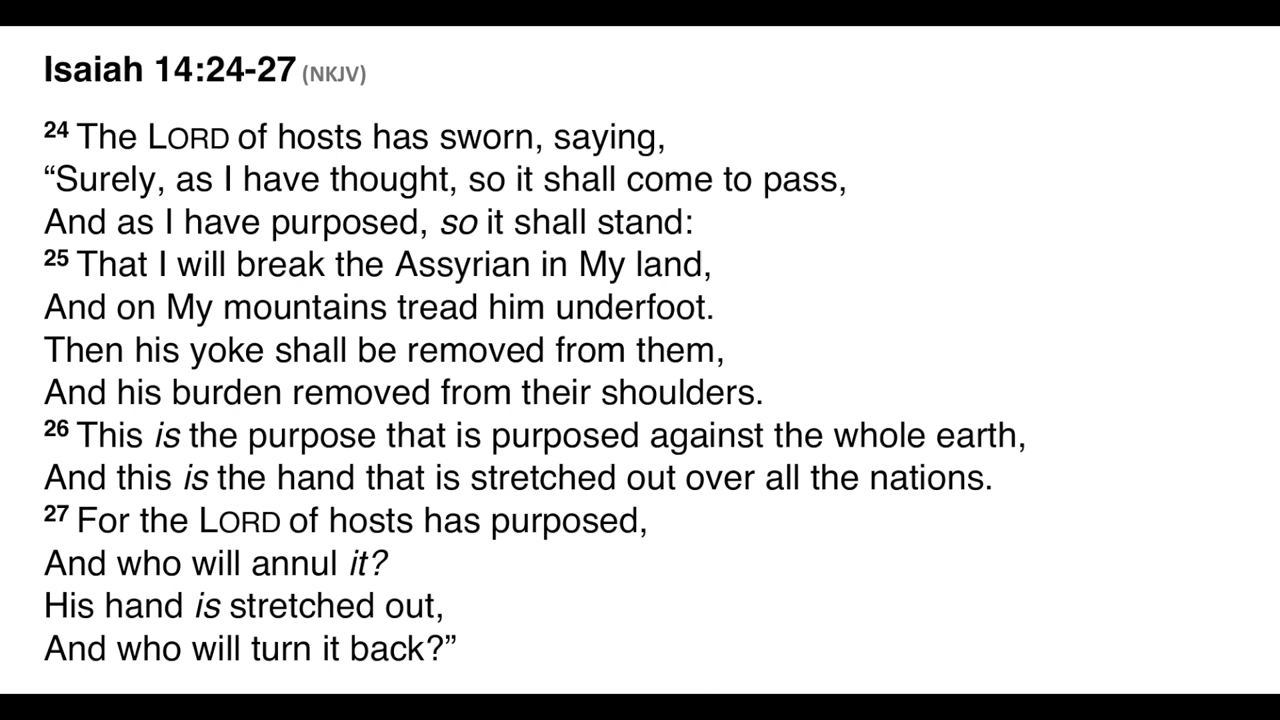 Isaiah 14:24-27 (NKJV)
24 The LORD of hosts has sworn, saying,
“Surely, as I have thought, so it shall come to pass,
And as I have purposed, so it shall stand:
25 That I will break the Assyrian in My land,
And on My mountains tread him underfoot.
Then his yoke shall be removed from them,
And his burden removed from their shoulders.
26 This is the purpose that is purposed against the whole earth,
And this is the hand that is stretched out over all the nations.
27 For the LORD of hosts has purposed,
And who will annul it?
His hand is stretched out,
And who will turn it back?”